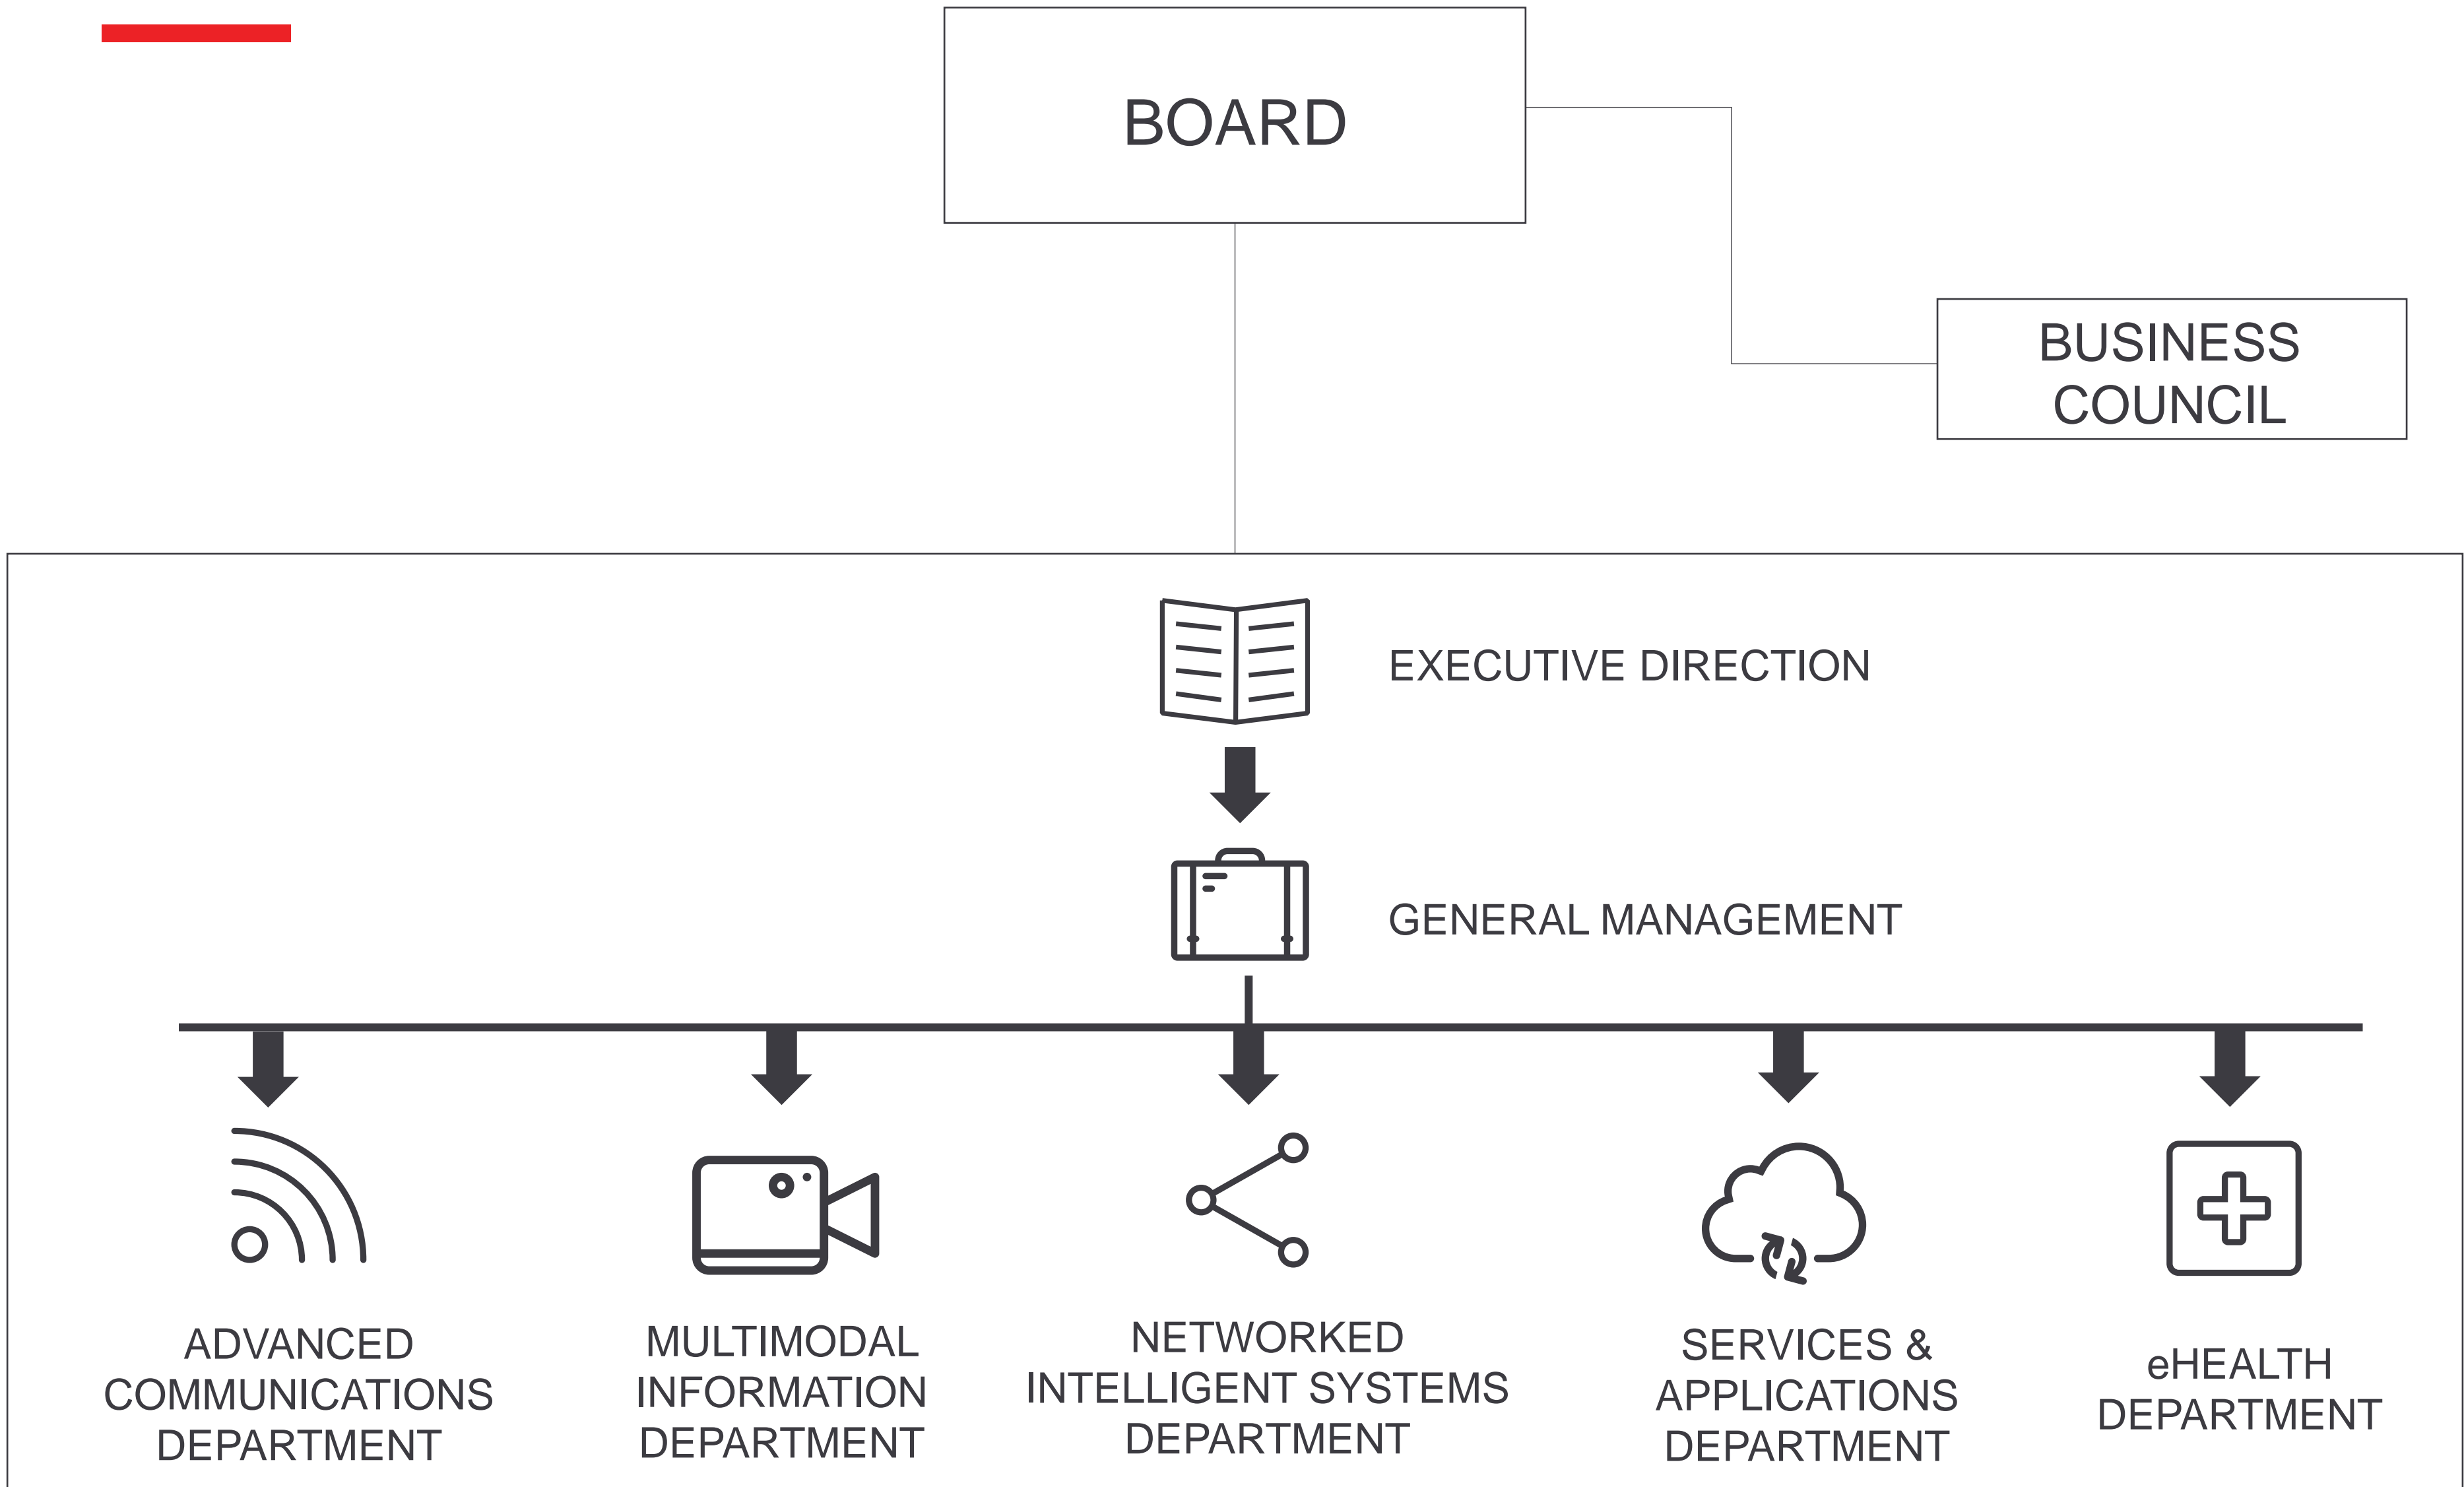 BOARD
BUSINESS
COUNCIL
EXECUTIVE DIRECTION
GENERAL MANAGEMENT
ADVANCED
COMMUNICATIONS
DEPARTMENT
MULTIMODAL
INFORMATION
DEPARTMENT
NETWORKED
INTELLIGENT SYSTEMS
DEPARTMENT
SERVICES &
APPLICATIONS
DEPARTMENT
eHEALTH
DEPARTMENT